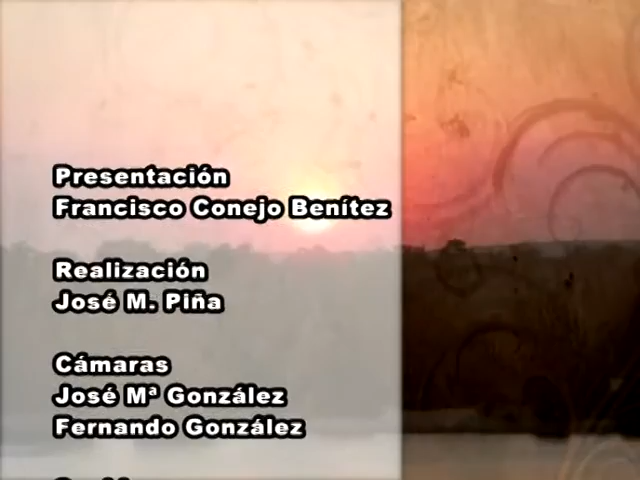 Presentación
Francisco Conejo Benítez
Realización
José M. Piña
Cámaras
José Mª González
Fernando González